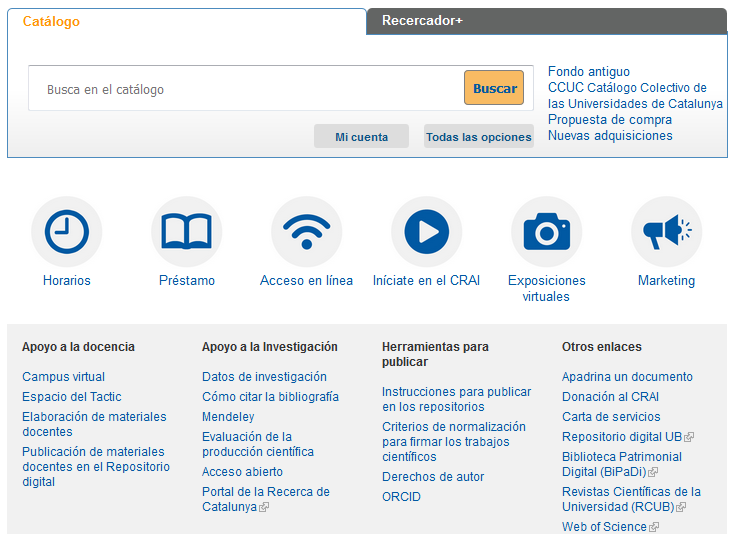 Catálogo
Recercador+
Busca en el catálogo
Buscar
Mi cuenta
Todas las opciones
Fondo antiguo
CCUC Catálogo Colectivo de
las Universidades de Catalunya
Propuesta de compra
Nuevas adquisiciones
Horarios
Préstamo
Acceso en línea
Iníciate en el CRAI
Exposiciones
virtuales
Marketing
Apoyo a la docencia
Campus virtual
Espacio del Tactic
Elaboración de materiales
docentes
Publicación de materiales
docentes en el Repositorio
digital
Apoyo a la Investigación
Datos de investigación
Cómo citar la bibliografía
Mendeley
Evaluación de la
producción científica
Acceso abierto
Portal de la Recerca de
Catalunya
Herramientas para
publicar
Instrucciones para publicar
en los repositorios
Criterios de normalización
para firmar los trabajos
científicos
Derechos de autor
ORCID
Otros enlaces
Apadrina un documento
Donación al CRAI
Carta de servicios
Repositorio digital UB
Biblioteca Patrimonial
Digital (BiPaDi)
Revistas Científicas de la
Universidad (RCUB)
Web of Science